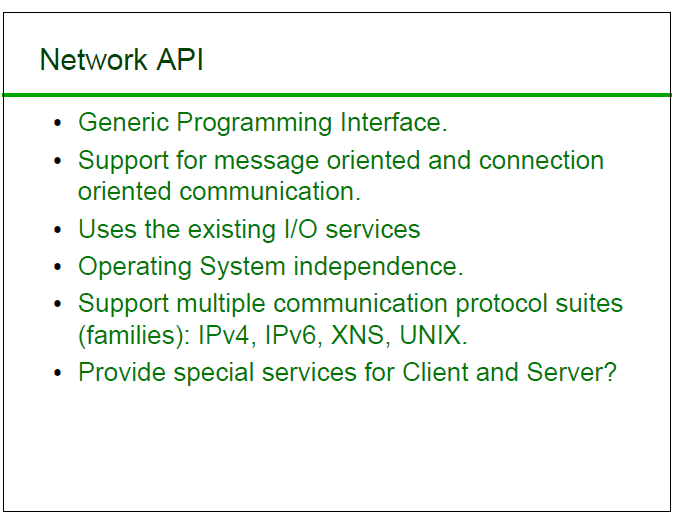 Network API
• Generic Programming Interface.
• Support for message oriented and connection
oriented communication.
• Uses the existing I/O services
• Operating System independence.
• Support multiple communication protocol suites
(families): IPv4, IPv6, XNS, UNIX.
• Provide special services for Client and Server?